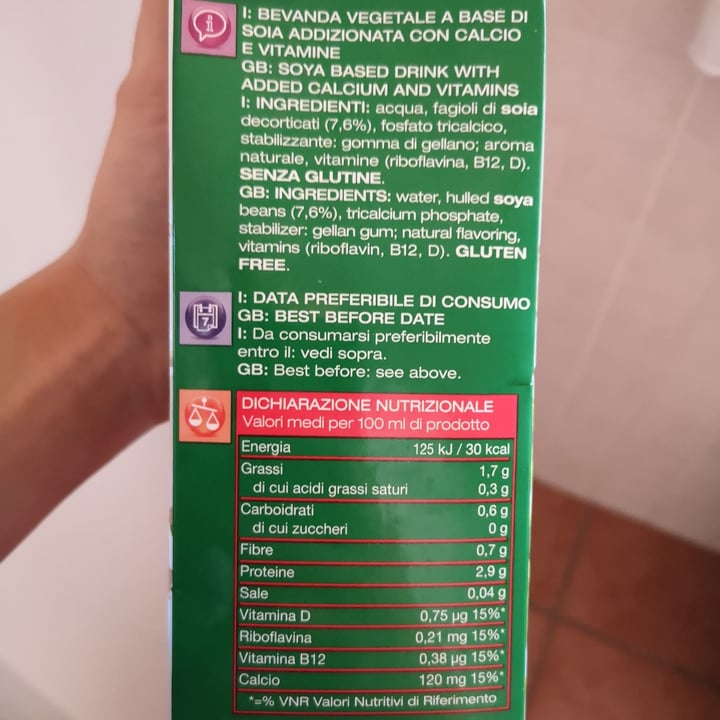 I: BEVANDA VEGETALE A BASE DI
SOIA ADDIZIONATA CON CALCIO
E VITAMINE
GB: SOYA BASED DRINK WITH
ADDED CALCIUM AND VITAMINS
I: INGREDIENTI: acqua, fagioli di soia
decorticati (7,6%), fosfato tricalcico,
stabilizzante: gomma di gellano; aroma
naturale, vitamine (riboflavina, B12, D).
SENZA GLUTINE.
GB: INGREDIENTS: water, hulled soya
beans (7,6%), tricalcium phosphate,
stabilizer: gellan gum; natural flavoring,
vitamins (riboflavin, B12, D). GLUTEN
FREE.
7
I: DATA PREFERIBILE DI CONSUMO
GB: BEST BEFORE DATE
I: Da consumarsi preferibilmente
entro il: vedi sopra.
GB: Best before: see above.
DICHIARAZIONE NUTRIZIONALE
Valori medi per 100 ml di prodotto
Energia 125 kJ / 30 kcal
Grassi 1,7 g
di cui acidi grassi saturi 0,3 g
Carboidrati 0,6 g
di cui zuccheri 0 g
Fibre 0,7 g
Proteine 2,9 g
Sale 0,04 g
Vitamina D 0,75 µg 15%*
Riboflavina 0,21 mg 15%*
Vitamina B12 0,38 µg 15%*
Calcio 120 mg 15%*
*=% VNR Valori Nutritivi di Riferimento